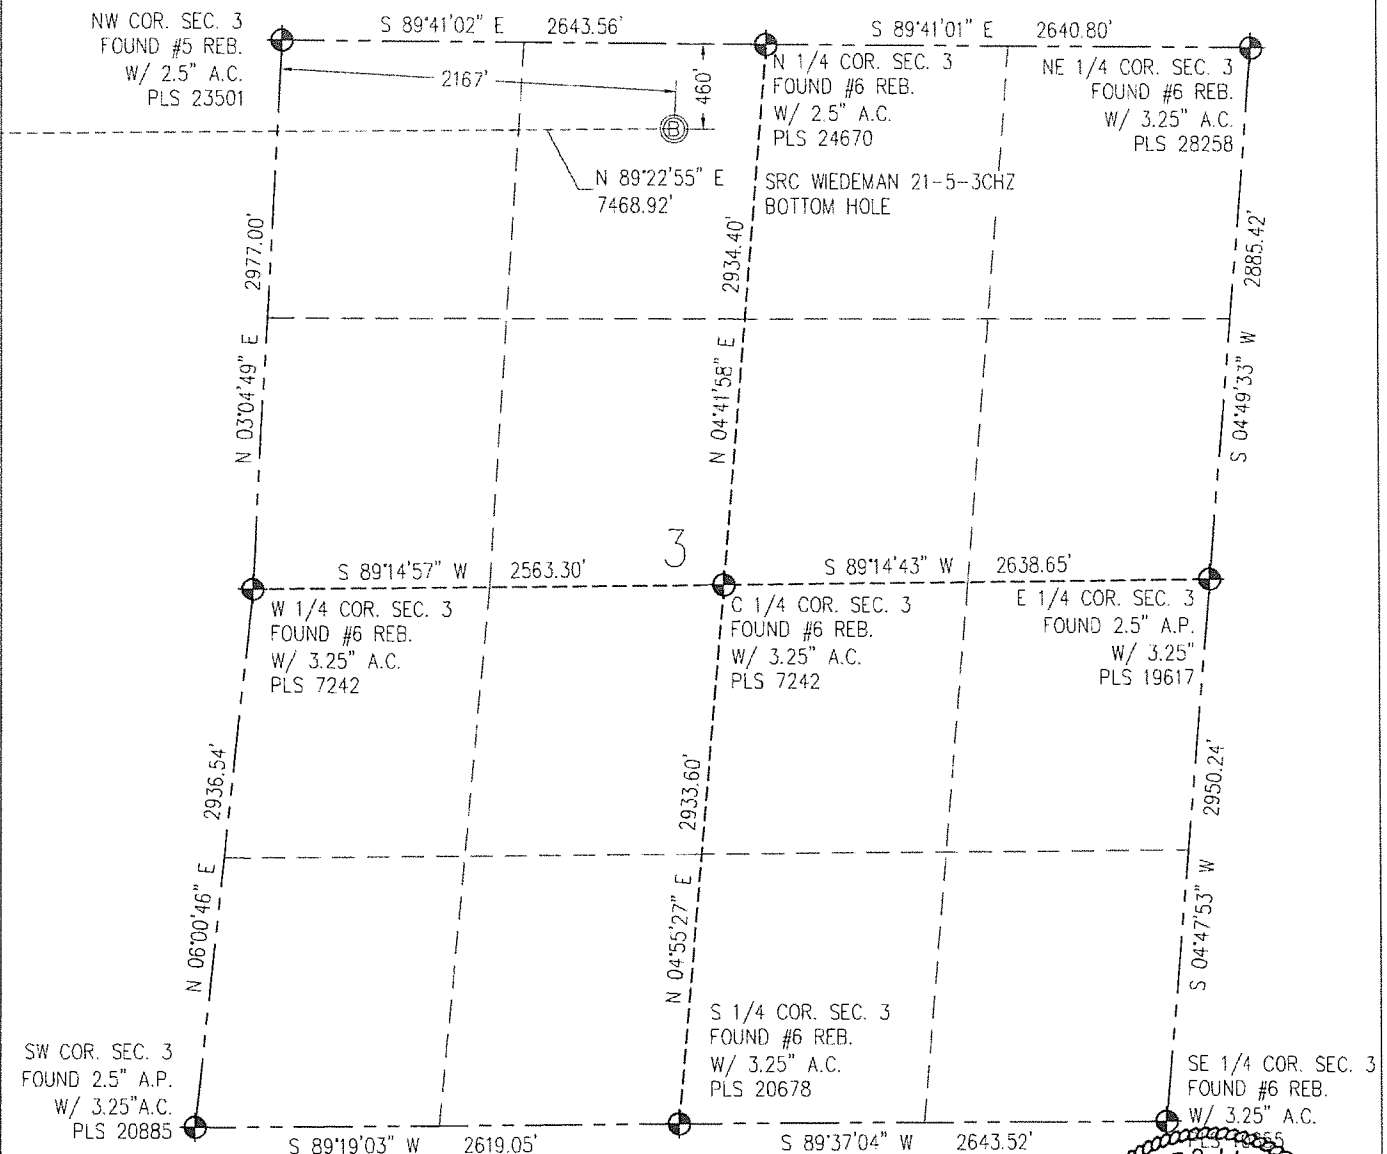 NW COR. SEC. 3
FOUND #5 REB.
W/ 2.5" A.C.
PLS 23501
S 89°41'02" E 2643.56'
S 89°41'01" E 2640.80'
2167'
460'
B
N 1/4 COR. SEC. 3
FOUND #6 REB.
W/ 2.5" A.C.
PLS 24670
NE 1/4 COR. SEC. 3
FOUND #6 REB.
W/ 3.25" A.C.
PLS 28258
N 89°22'55" E
7468.92'
SRC WIEDEMAN 21-5-3CHZ
BOTTOM HOLE
N 03°04'49" E 2977.00'
N 04°41'58" E 2934.40'
S 04°49'33" W 2885.42'
3
S 89°14'57" W 2563.30'
S 89°14'43" W 2638.65'
W 1/4 COR. SEC. 3
FOUND #6 REB.
W/ 3.25" A.C.
PLS 7242
C 1/4 COR. SEC. 3
FOUND #6 REB.
W/ 3.25" A.C.
PLS 7242
E 1/4 COR. SEC. 3
FOUND 2.5" A.P.
W/ 3.25"
PLS 19617
N 06°00'46" E 2936.54'
N 04°55'27" E 2933.60'
S 04°47'53" W 2950.24'
SW COR. SEC. 3
FOUND 2.5" A.P.
W/ 3.25"A.C.
PLS 20885
S 1/4 COR. SEC. 3
FOUND #6 REB.
W/ 3.25" A.C.
PLS 20678
SE 1/4 COR. SEC. 3
FOUND #6 REB.
W/ 3.25" A.C.
PLS
S 89°19'03" W 2619.05'
S 89°37'04" W 2643.52'